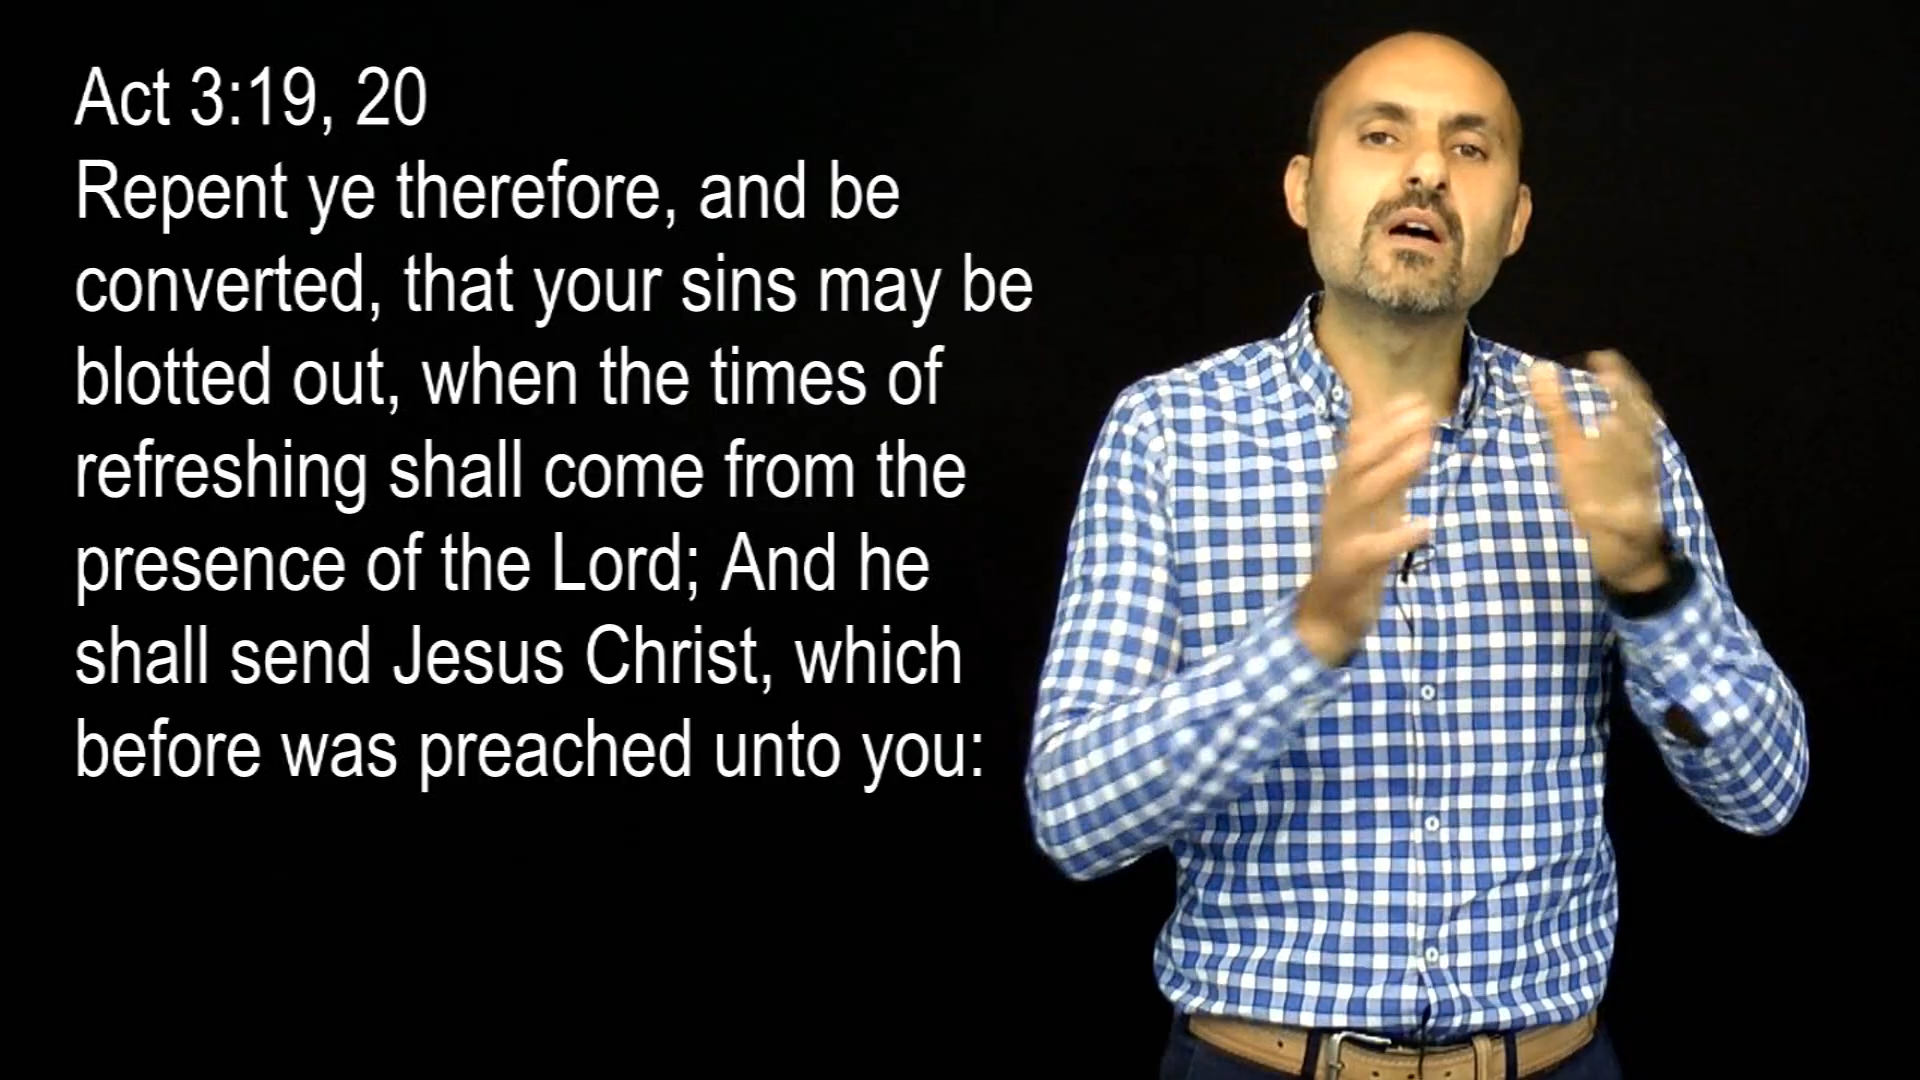 Act 3:19, 20
Repent ye therefore, and be
converted, that your sins may be
blotted out, when the times of
refreshing shall come from the
presence of the Lord; And he
shall send Jesus Christ, which
before was preached unto you: